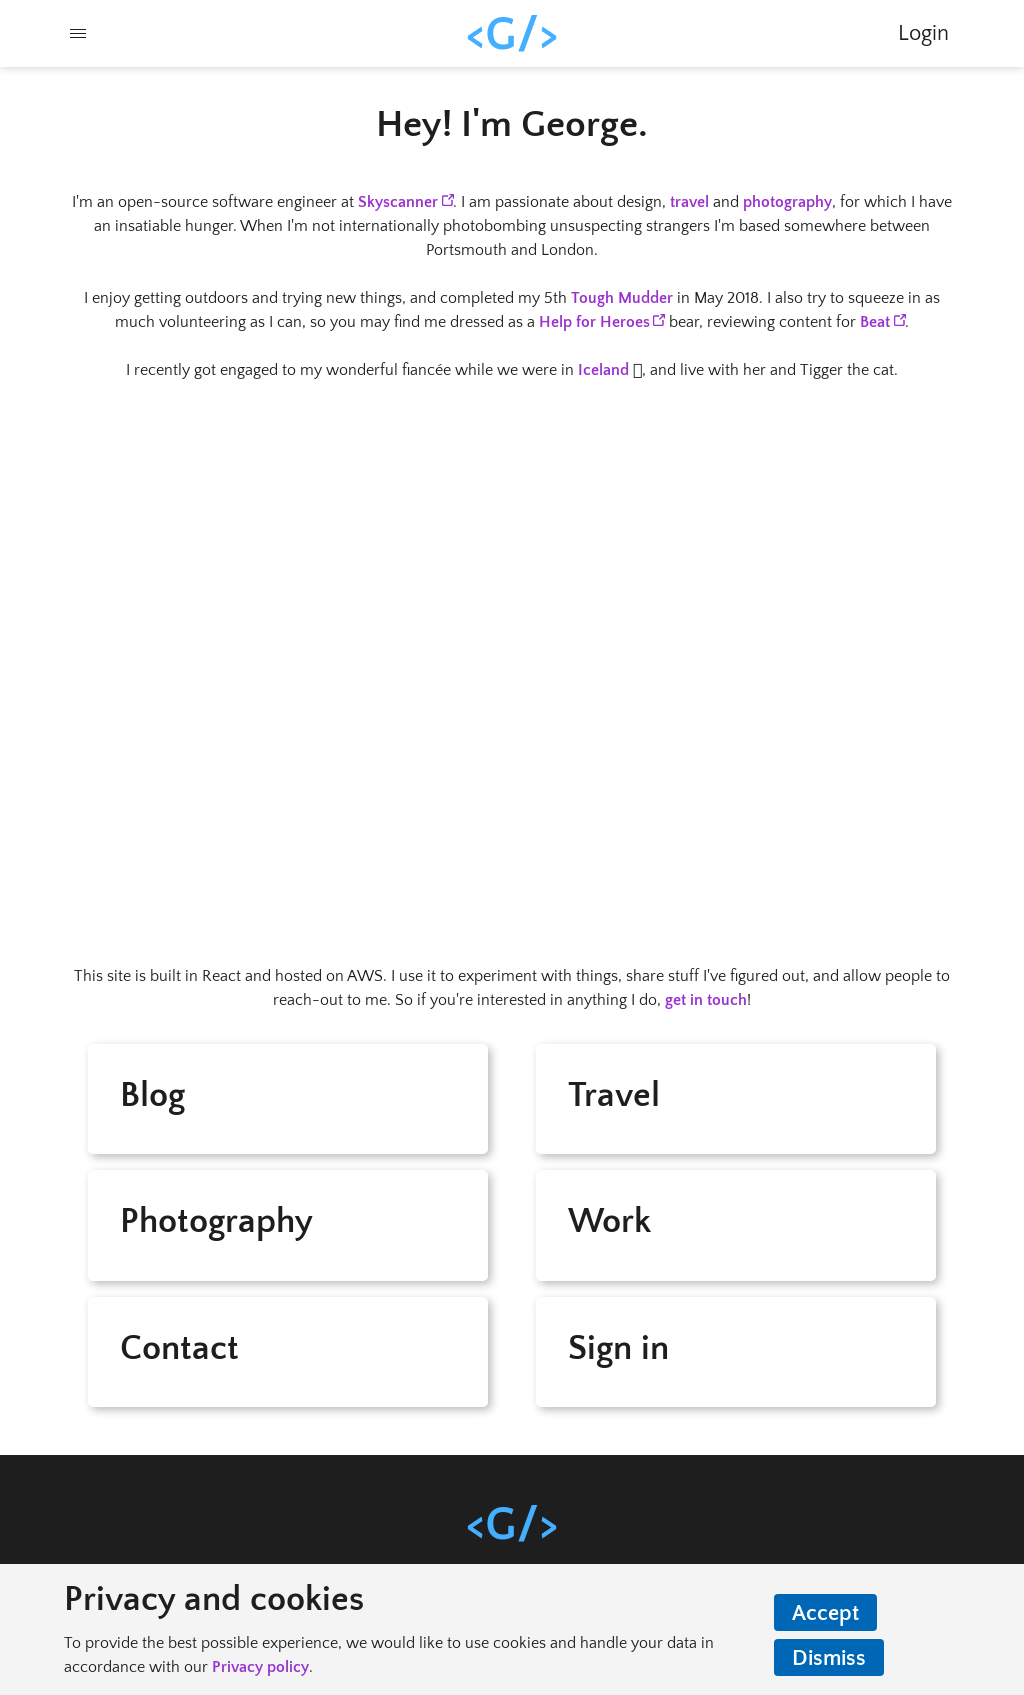 <G/>
Login
Hey! I'm George.
I'm an open-source software engineer at Skyscanner. I am passionate about design, travel and photography, for which I have
an insatiable hunger. When I'm not internationally photobombing unsuspecting strangers I'm based somewhere between
Portsmouth and London.
I enjoy getting outdoors and trying new things, and completed my 5th Tough Mudder in May 2018. I also try to squeeze in as
much volunteering as I can, so you may find me dressed as a Help for Heroes bear, reviewing content for Beat.
I recently got engaged to my wonderful fiancée while we were in Iceland , and live with her and Tigger the cat.
This site is built in React and hosted on AWS. I use it to experiment with things, share stuff I've figured out, and allow people to
reach-out to me. So if you're interested in anything I do, get in touch!
Blog
Travel
Photography
Work
Contact
Sign in
<G/>
Privacy and cookies
To provide the best possible experience, we would like to use cookies and handle your data in
accordance with our Privacy policy.
Accept
Dismiss